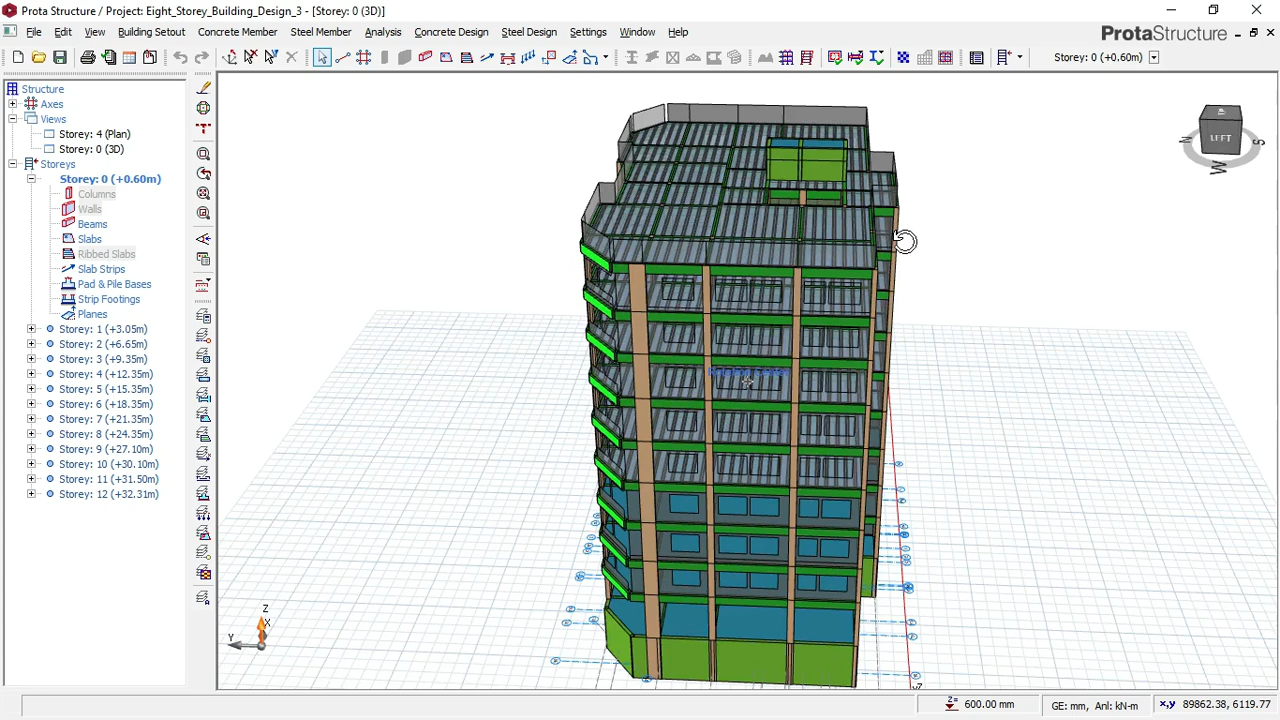 Prota Structure / Project: Eight_Storey_Building_Design_3 - [Storey: 0 (3D)]
File Edit View Building Setout Concrete Member Steel Member Analysis Concrete Design Steel Design Settings Window Help
ProtaStructure
Storey: 0 (+0.60m)
Structure
Axes
Views
Storey: 4 (Plan)
Storey: 0 (3D)
Storeys
Storey: 0 (+0.60m)
Columns
Walls
Beams
Slabs
Ribbed Slabs
Slab Strips
Pad & Pile Bases
Strip Footings
Planes
Storey: 1 (+3.05m)
Storey: 2 (+6.65m)
Storey: 3 (+9.35m)
Storey: 4 (+12.35m)
Storey: 5 (+15.35m)
Storey: 6 (+18.35m)
Storey: 7 (+21.35m)
Storey: 8 (+24.35m)
Storey: 9 (+27.10m)
Storey: 10 (+30.10m)
Storey: 11 (+31.50m)
Storey: 12 (+32.31m)
LEFT
N
S
W
Z
X
Y
Z= 600.00 mm
GE: mm, Anl: kN-m
x,y 89862.38, 6119.77